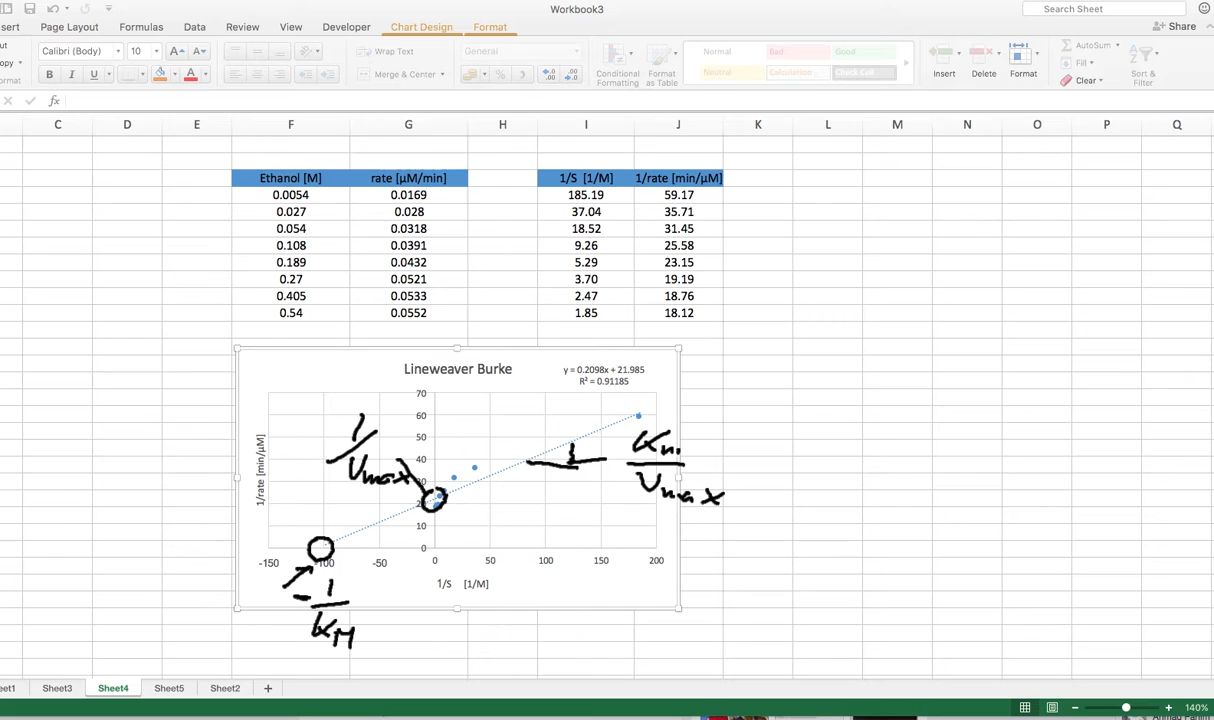 Workbook3
Search Sheet
sert Page Layout Formulas Data Review View Developer Chart Design Format Share
ut Calibri (Body) 10 A A Wrap Text General Normal Bad Good AutoSum
opy Fill
ormat B I U A Merge & Center % Conditional Formatting Format as Table Neutral Calculation Check Cell Insert Delete Format Clear Sort & Filter
fx
C D E F G H I J K L M N O P Q
Ethanol [M] rate [µM/min] 1/S [1/M] 1/rate [min/µM]
0.0054 0.0169 185.19 59.17
0.027 0.028 37.04 35.71
0.054 0.0318 18.52 31.45
0.108 0.0391 9.26 25.58
0.189 0.0432 5.29 23.15
0.27 0.0521 3.70 19.19
0.405 0.0533 2.47 18.76
0.54 0.0552 1.85 18.12
Lineweaver Burke
y = 0.2098x + 21.985
R² = 0.91185
70
60
50
40
30
20
10
0
1/rate [min/µM]
1/Vmax
Km/Vmax
-150 -100 -50 0 50 100 150 200
1/S [1/M]
-1/KM
eet1 Sheet3 Sheet4 Sheet5 Sheet2 +
140%